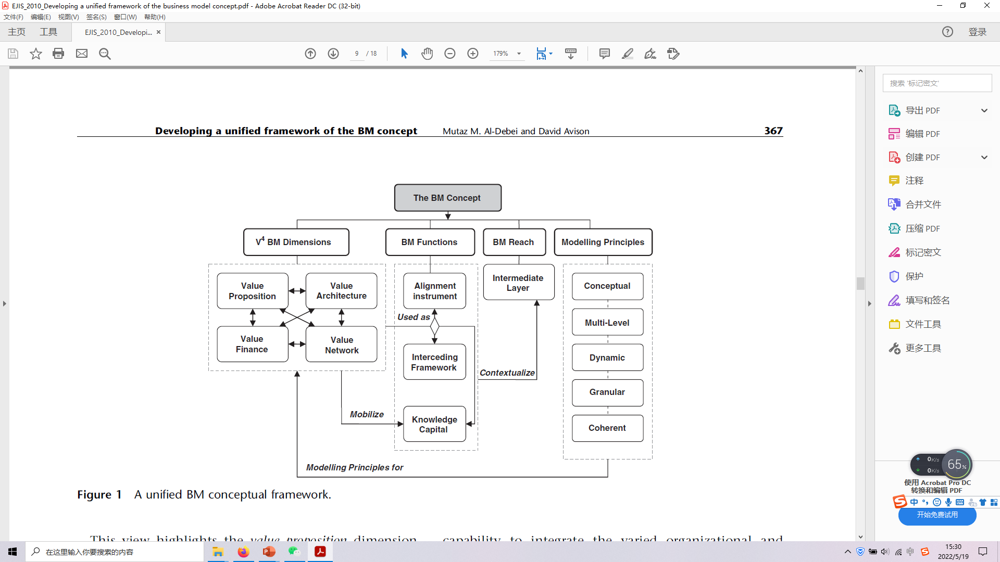 EJIS_2010_Developing a unified framework of the business model concept.pdf - Adobe Acrobat Reader DC (32-bit)
文件(F) 编辑(E) 视图(V) 签名(S) 窗口(W) 帮助(H)
主页 工具 EJIS_2010_Developi... × 登录
9 / 18 179%
搜索 '标记密文'
导出 PDF
编辑 PDF
创建 PDF
注释
合并文件
压缩 PDF
标记密文
保护
填写和签名
文件工具
更多工具
Developing a unified framework of the BM concept Mutaz M. Al-Debei and David Avison 367
The BM Concept
V⁴ BM Dimensions BM Functions BM Reach Modelling Principles
Value
Proposition
Value
Architecture
Value
Finance
Value
Network
Alignment
instrument
Used as
Interceding
Framework
Knowledge
Capital
Mobilize
Intermediate
Layer
Contextualize
Conceptual
Multi-Level
Dynamic
Granular
Coherent
Modelling Principles for
Figure 1 A unified BM conceptual framework.
This view highlights the value proposition dimension
capability to integrate the varied organizational and
0K/s
0K/s
65%
使用 Acrobat Pro DC
转换和编辑 PDF
中
开始免费试用
在这里输入你要搜索的内容
中
15:30
2022/5/19